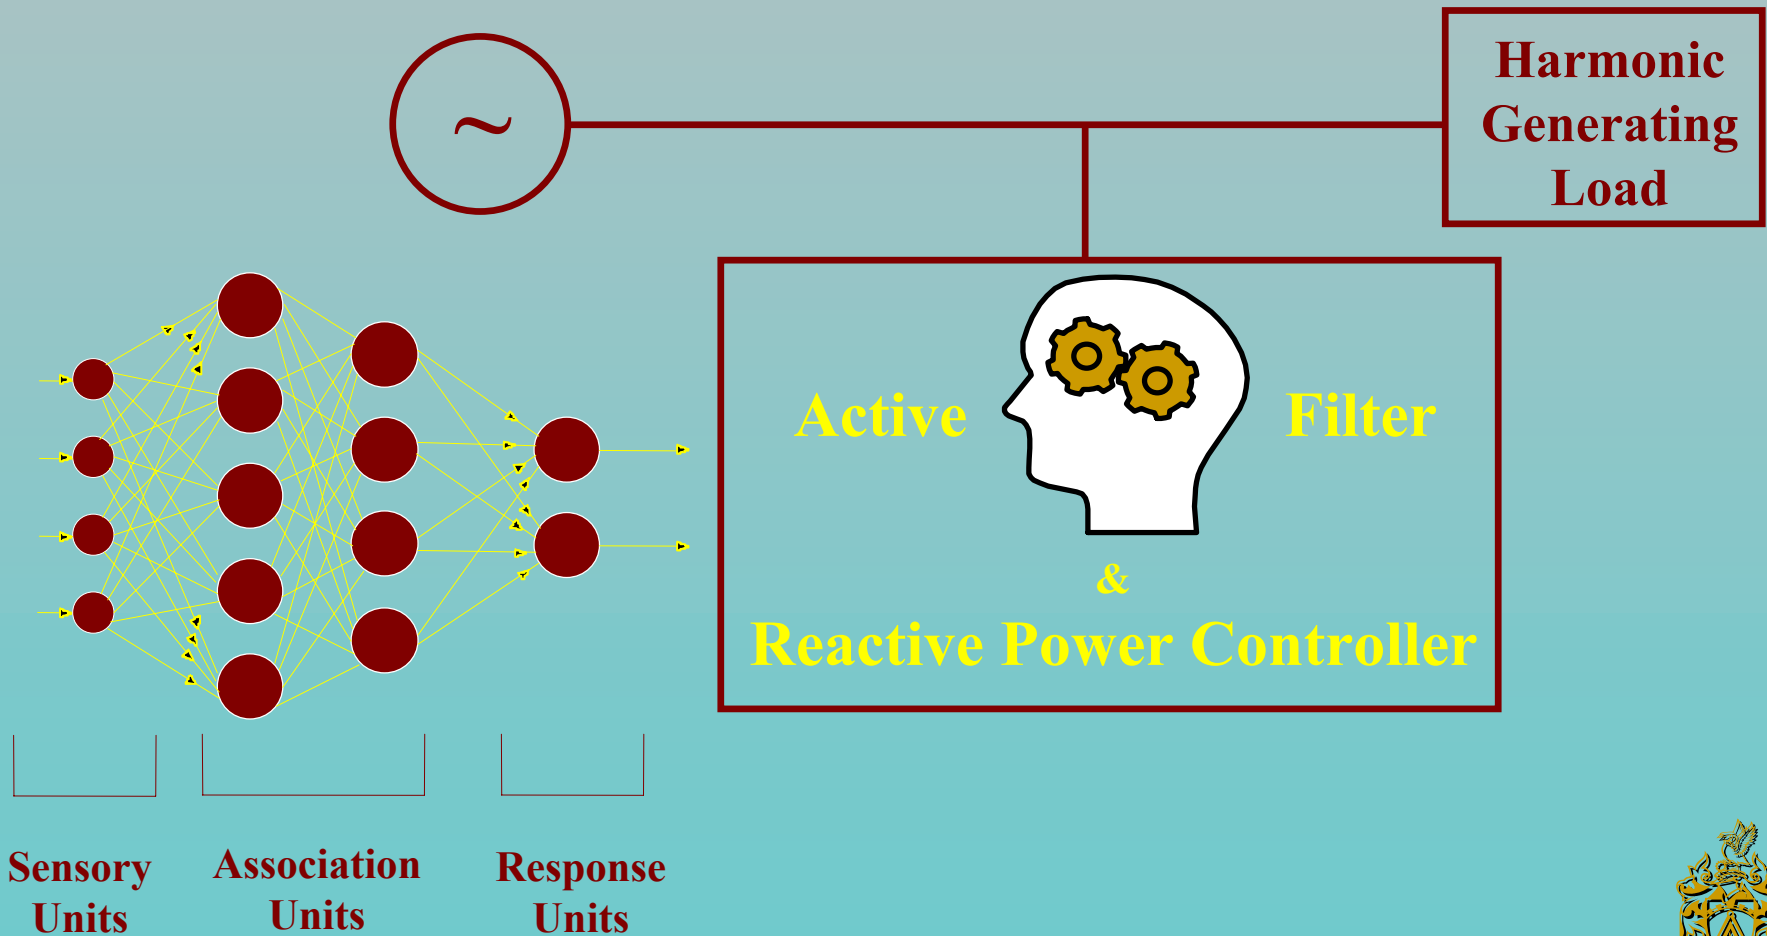 ~
Harmonic
Generating
Load
Active Filter
&
Reactive Power Controller
Sensory
Units
Association
Units
Response
Units